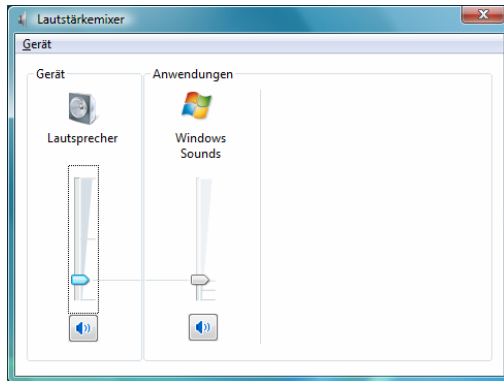 Lautstärkemixer
Gerät
Gerät
Anwendungen
Lautsprecher
Windows
Sounds